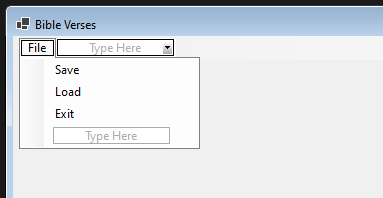 Bible Verses
File Type Here
Save
Load
Exit
Type Here